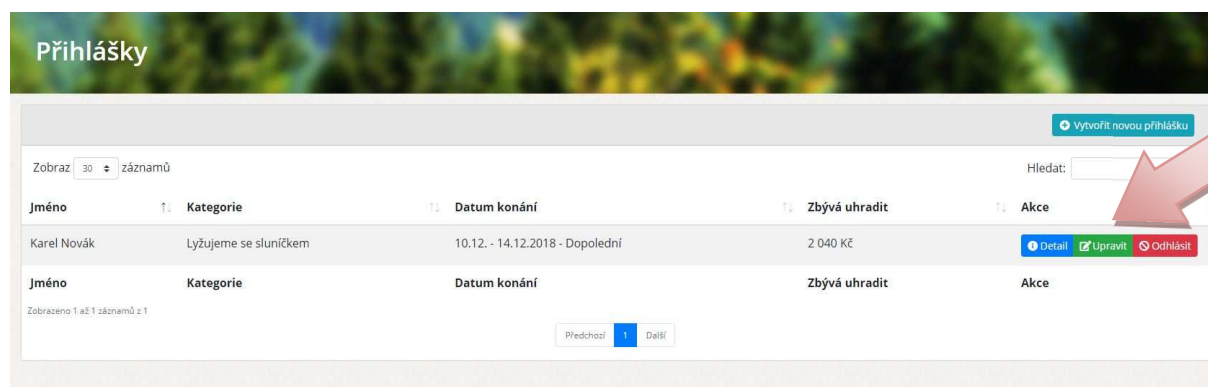 Přihlášky
Vytvořit novou přihlášku
Zobraz 30 záznamů
Hledat:
Jméno Kategorie Datum konání Zbývá uhradit Akce
Karel Novák Lyžujeme se sluníčkem 10.12. - 14.12.2018 - Dopolední 2 040 Kč Detail Upravit Odhlásit
Jméno Kategorie Datum konání Zbývá uhradit Akce
Zobrazeno 1 až 1 záznamů z 1
Předchozí 1 Další